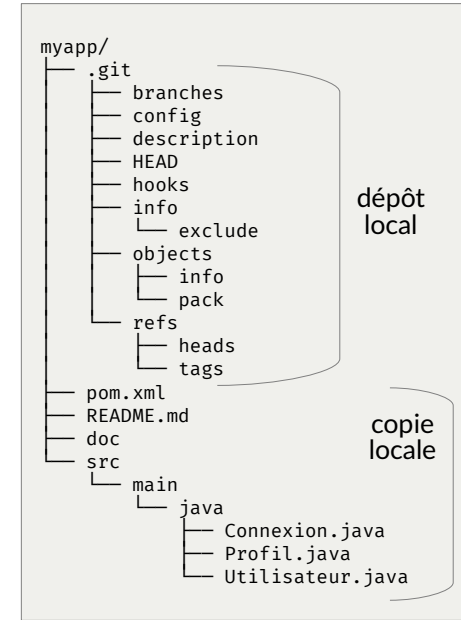 myapp/
├── .git
│   ├── branches
│   ├── config
│   ├── description
│   ├── HEAD
│   ├── hooks
│   ├── info
│   │   └── exclude
│   ├── objects
│   │   ├── info
│   │   └── pack
│   └── refs
│       ├── heads
│       └── tags
├── pom.xml
├── README.md
├── doc
└── src
    └── main
        └── java
            ├── Connexion.java
            ├── Profil.java
            └── Utilisateur.java
dépôt
local
copie
locale